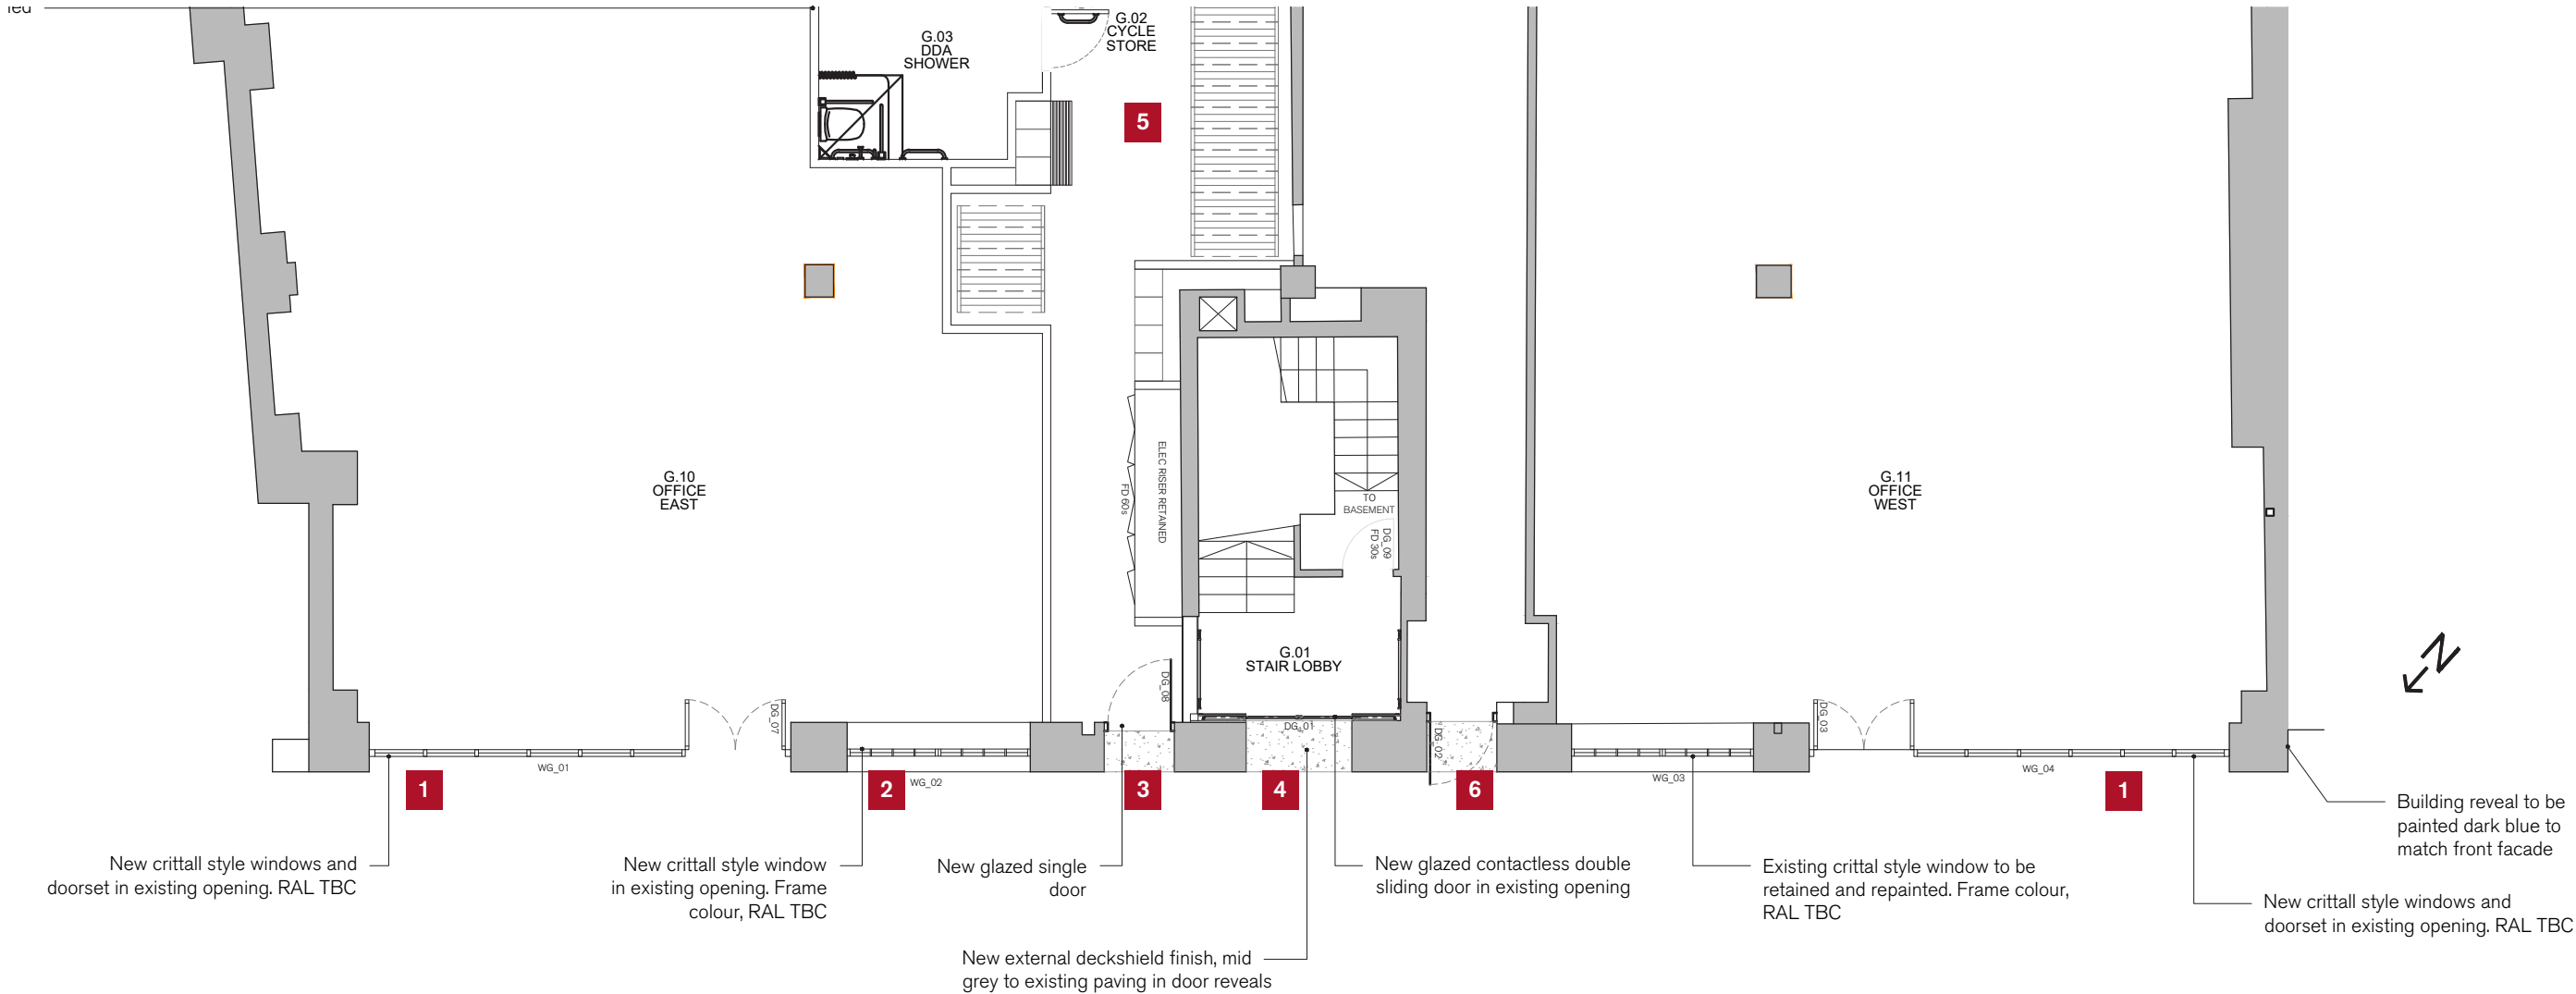 G.03
DDA
SHOWER
G.02
CYCLE
STORE
5
G.10
OFFICE
EAST
ELEC RISER RETAINED
FD 60s
TO
BASEMENT
DG_09
FD 30s
G.11
OFFICE
WEST
G.01
STAIR LOBBY
N
DG_07
DG_08
DG_01
DG_02
DG_03
WG_01
WG_02
WG_03
WG_04
1
2
3
4
6
1
New crittall style windows and
doorset in existing opening. RAL TBC
New crittall style window
in existing opening. Frame
colour, RAL TBC
New glazed single
door
New external deckshield finish, mid
grey to existing paving in door reveals
New glazed contactless double
sliding door in existing opening
Existing crittal style window to be
retained and repainted. Frame colour,
RAL TBC
Building reveal to be
painted dark blue to
match front facade
New crittall style windows and
doorset in existing opening. RAL TBC